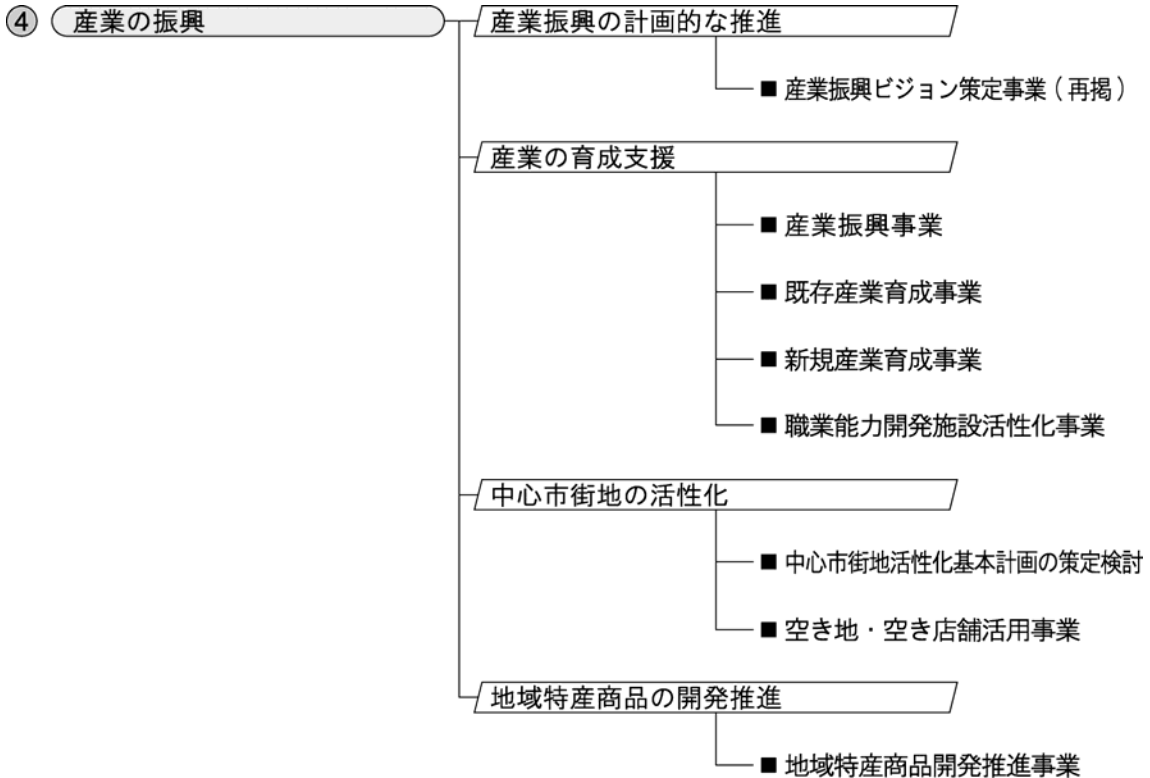 ④ 産業の振興
産業振興の計画的な推進
■ 産業振興ビジョン策定事業（再掲）
産業の育成支援
■ 産業振興事業
■ 既存産業育成事業
■ 新規産業育成事業
■ 職業能力開発施設活性化事業
中心市街地の活性化
■ 中心市街地活性化基本計画の策定検討
■ 空き地・空き店舗活用事業
地域特産商品の開発推進
■ 地域特産商品開発推進事業